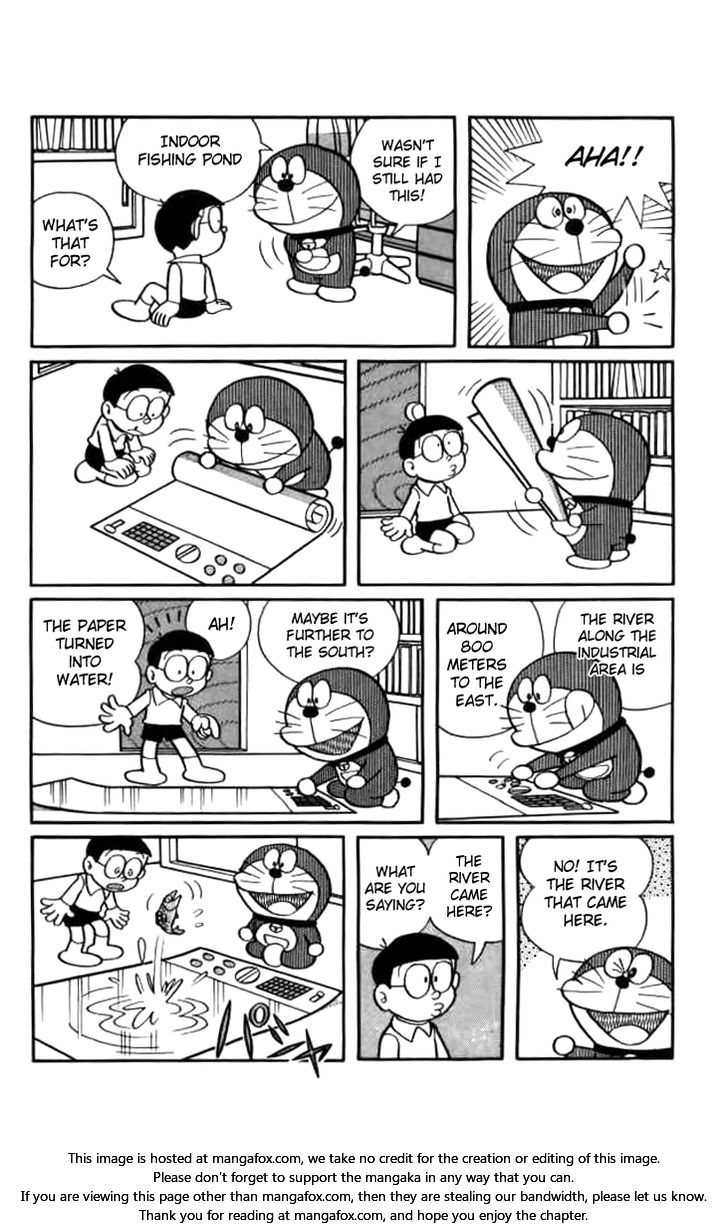 AHA!!
WASN'T
SURE IF I
STILL HAD
THIS!
INDOOR
FISHING POND
WHAT'S
THAT
FOR?
THE RIVER
ALONG THE
INDUSTRIAL
AREA IS
AROUND
800
METERS
TO THE
EAST.
MAYBE IT'S
FURTHER TO
THE SOUTH?
AH!
THE PAPER
TURNED
INTO
WATER!
NO! IT'S
THE RIVER
THAT CAME
HERE.
THE
RIVER
CAME
HERE?
WHAT
ARE YOU
SAYING?
This image is hosted at mangafox.com, we take no credit for the creation or editing of this image.
Please don't forget to support the mangaka in any way that you can.
If you are viewing this page other than mangafox.com, then they are stealing our bandwidth, please let us know.
Thank you for reading at mangafox.com, and hope you enjoy the chapter.